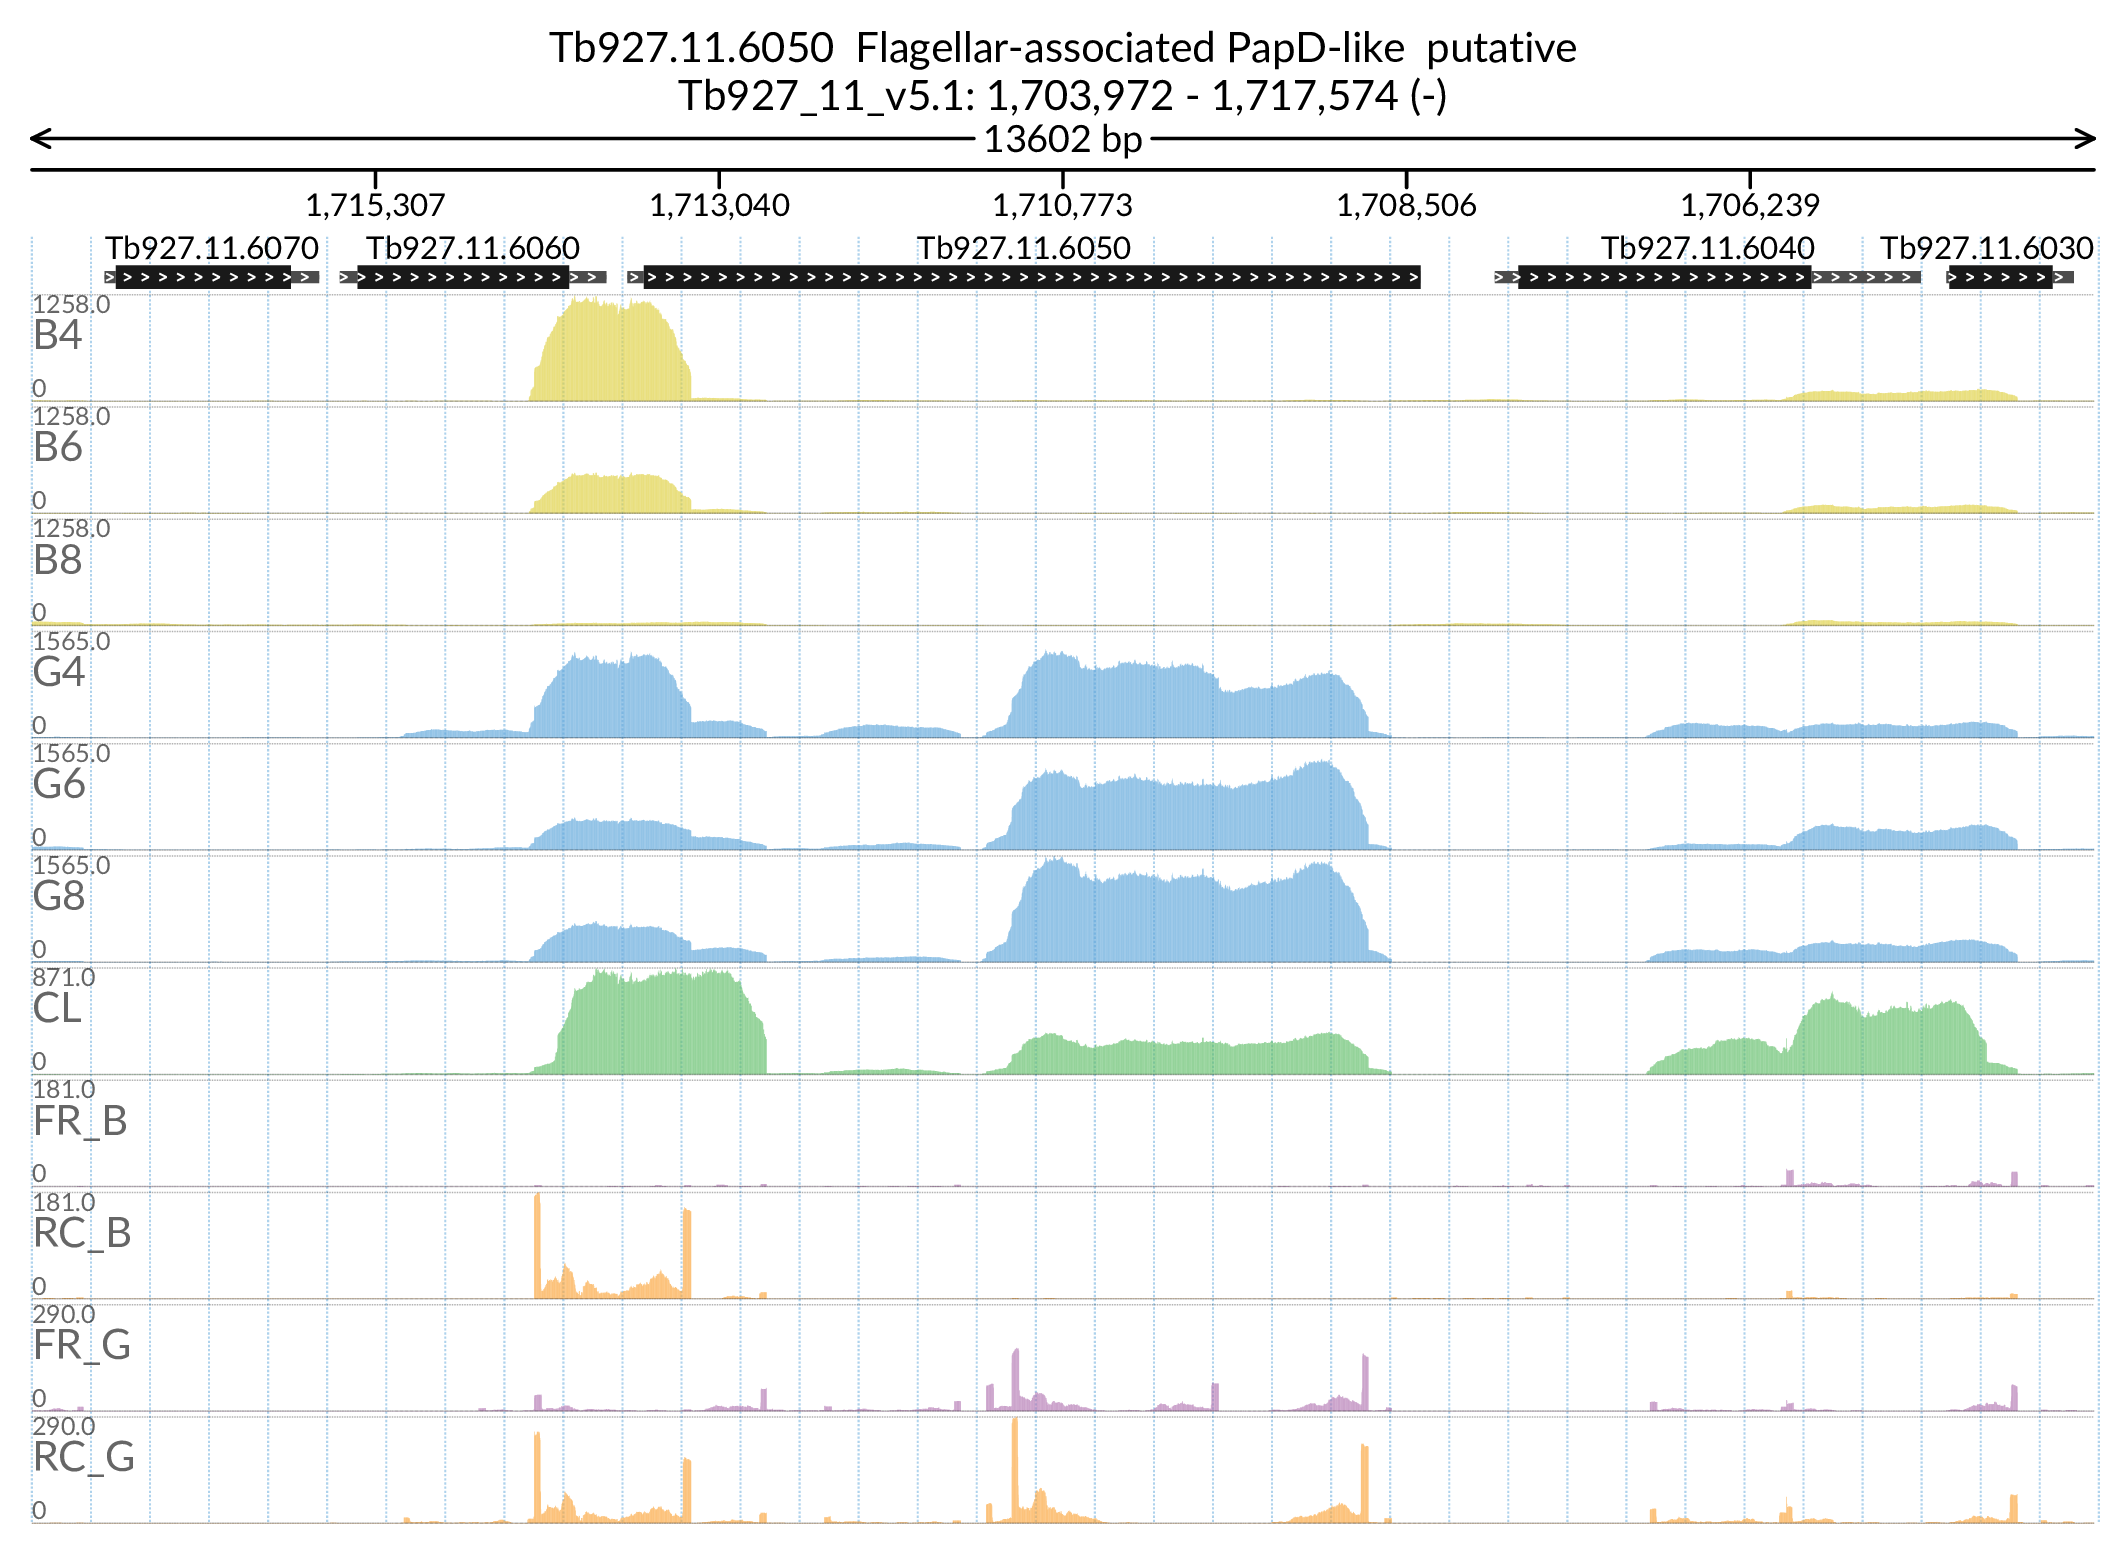 Tb927.11.6050  Flagellar-associated PapD-like  putative
Tb927_11_v5.1: 1,703,972 - 1,717,574 (-)
13602 bp
1,715,307 1,713,040 1,710,773 1,708,506 1,706,239
Tb927.11.6070 Tb927.11.6060 Tb927.11.6050 Tb927.11.6040 Tb927.11.6030
1258.0
B4
0
1258.0
B6
0
1258.0
B8
0
1565.0
G4
0
1565.0
G6
0
1565.0
G8
0
871.0
CL
0
181.0
FR_B
0
181.0
RC_B
0
290.0
FR_G
0
290.0
RC_G
0